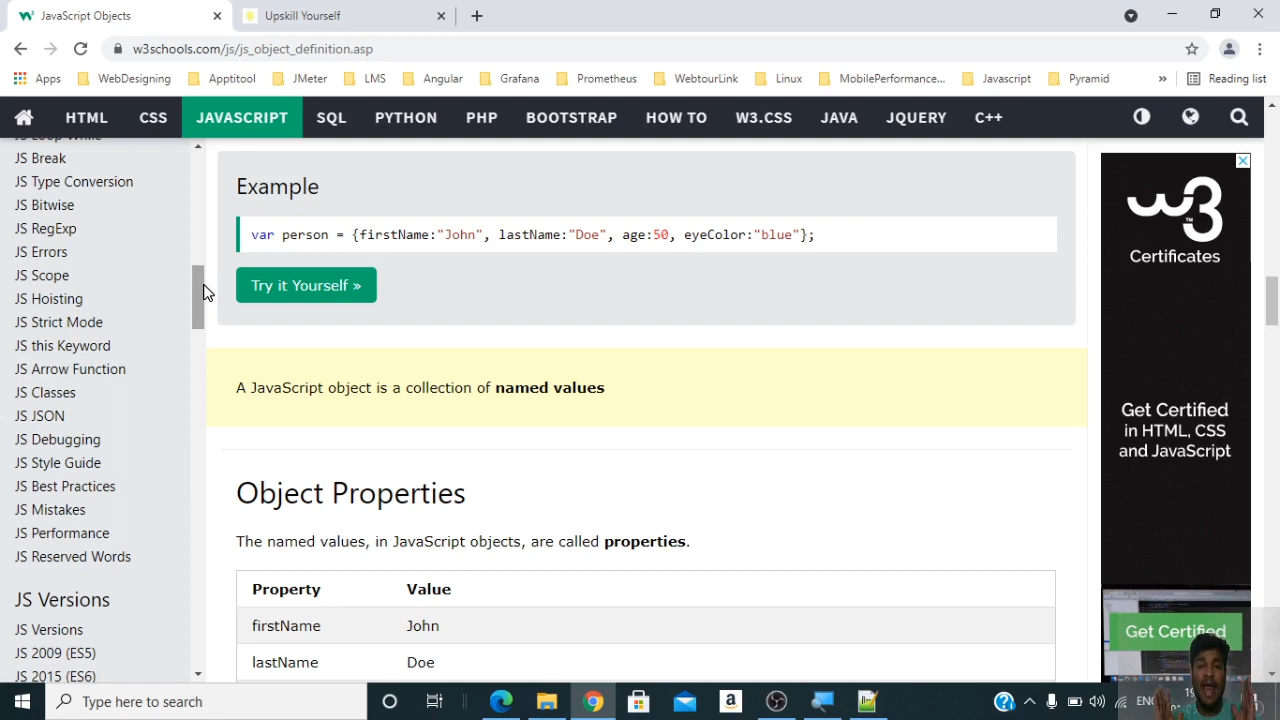 JavaScript Objects
Upskill Yourself
w3schools.com/js/js_object_definition.asp
Apps
WebDesigning
Apptitool
JMeter
LMS
Angular
Grafana
Prometheus
WebtourLink
Linux
MobilePerformance...
Javascript
Pyramid
»
Reading list
HTML
CSS
JAVASCRIPT
SQL
PYTHON
PHP
BOOTSTRAP
HOW TO
W3.CSS
JAVA
JQUERY
C++
JS Loop While
JS Break
JS Type Conversion
JS Bitwise
JS RegExp
JS Errors
JS Scope
JS Hoisting
JS Strict Mode
JS this Keyword
JS Arrow Function
JS Classes
JS JSON
JS Debugging
JS Style Guide
JS Best Practices
JS Mistakes
JS Performance
JS Reserved Words
JS Versions
JS Versions
JS 2009 (ES5)
JS 2015 (ES6)
Example
var person = {firstName:"John", lastName:"Doe", age:50, eyeColor:"blue"};
Try it Yourself »
A JavaScript object is a collection of named values
Object Properties
The named values, in JavaScript objects, are called properties.
Property Value
firstName John
lastName Doe
w3
TM
Certificates
Get Certified
in HTML, CSS
and JavaScript
Get Certified
Type here to search
ENG